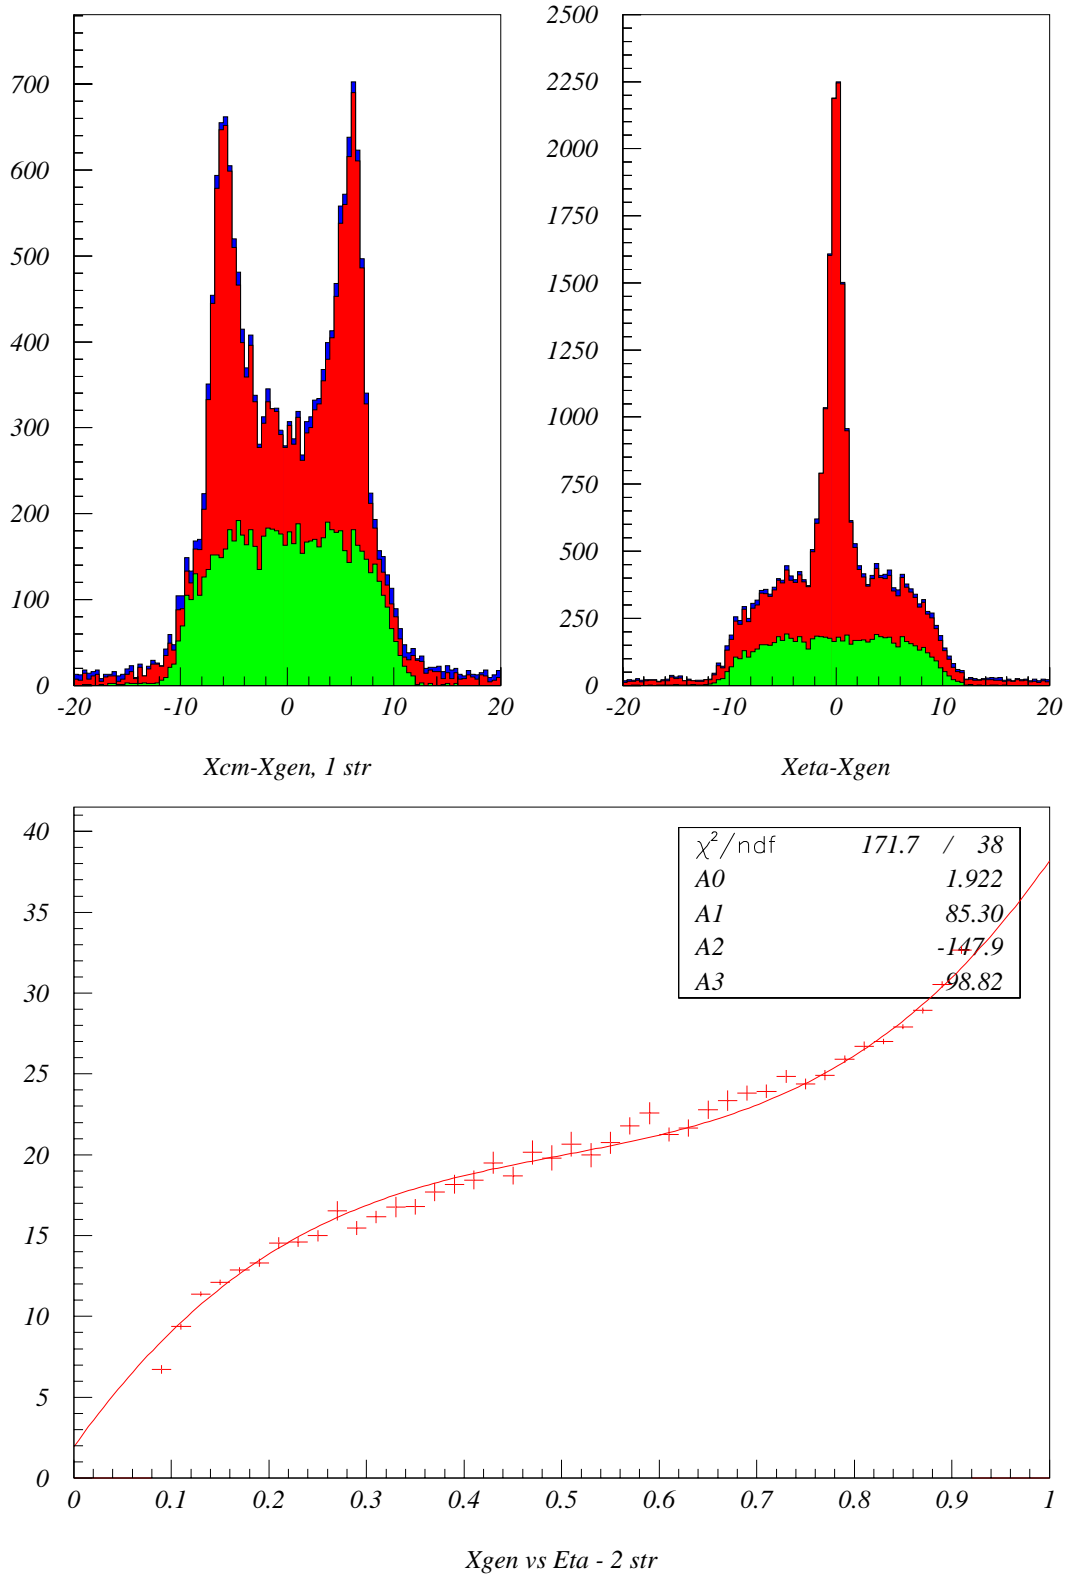 700
600
500
400
300
200
100
0
-20 -10 0 10 20
Xcm-Xgen, 1 str
2500
2250
2000
1750
1500
1250
1000
750
500
250
0
-20 -10 0 10 20
Xeta-Xgen
40
35
30
25
20
15
10
5
0
χ²/ndf 171.7 / 38
A0 1.922
A1 85.30
A2 -147.9
A3 98.82
0 0.1 0.2 0.3 0.4 0.5 0.6 0.7 0.8 0.9 1
Xgen vs Eta - 2 str